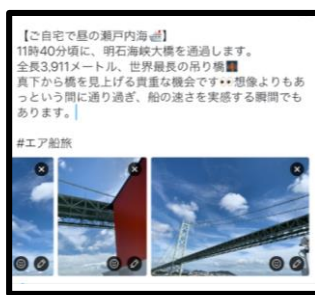 【ご自宅で昼の瀬戸内海🚢】
11時40分頃に、明石海峡大橋を通過します。
全長3,911メートル、世界最長の吊り橋🌉
真下から橋を見上げる貴重な機会です👀想像よりもあ
っという間に通り過ぎ、船の速さを実感する瞬間でも
あります。
#エア船旅